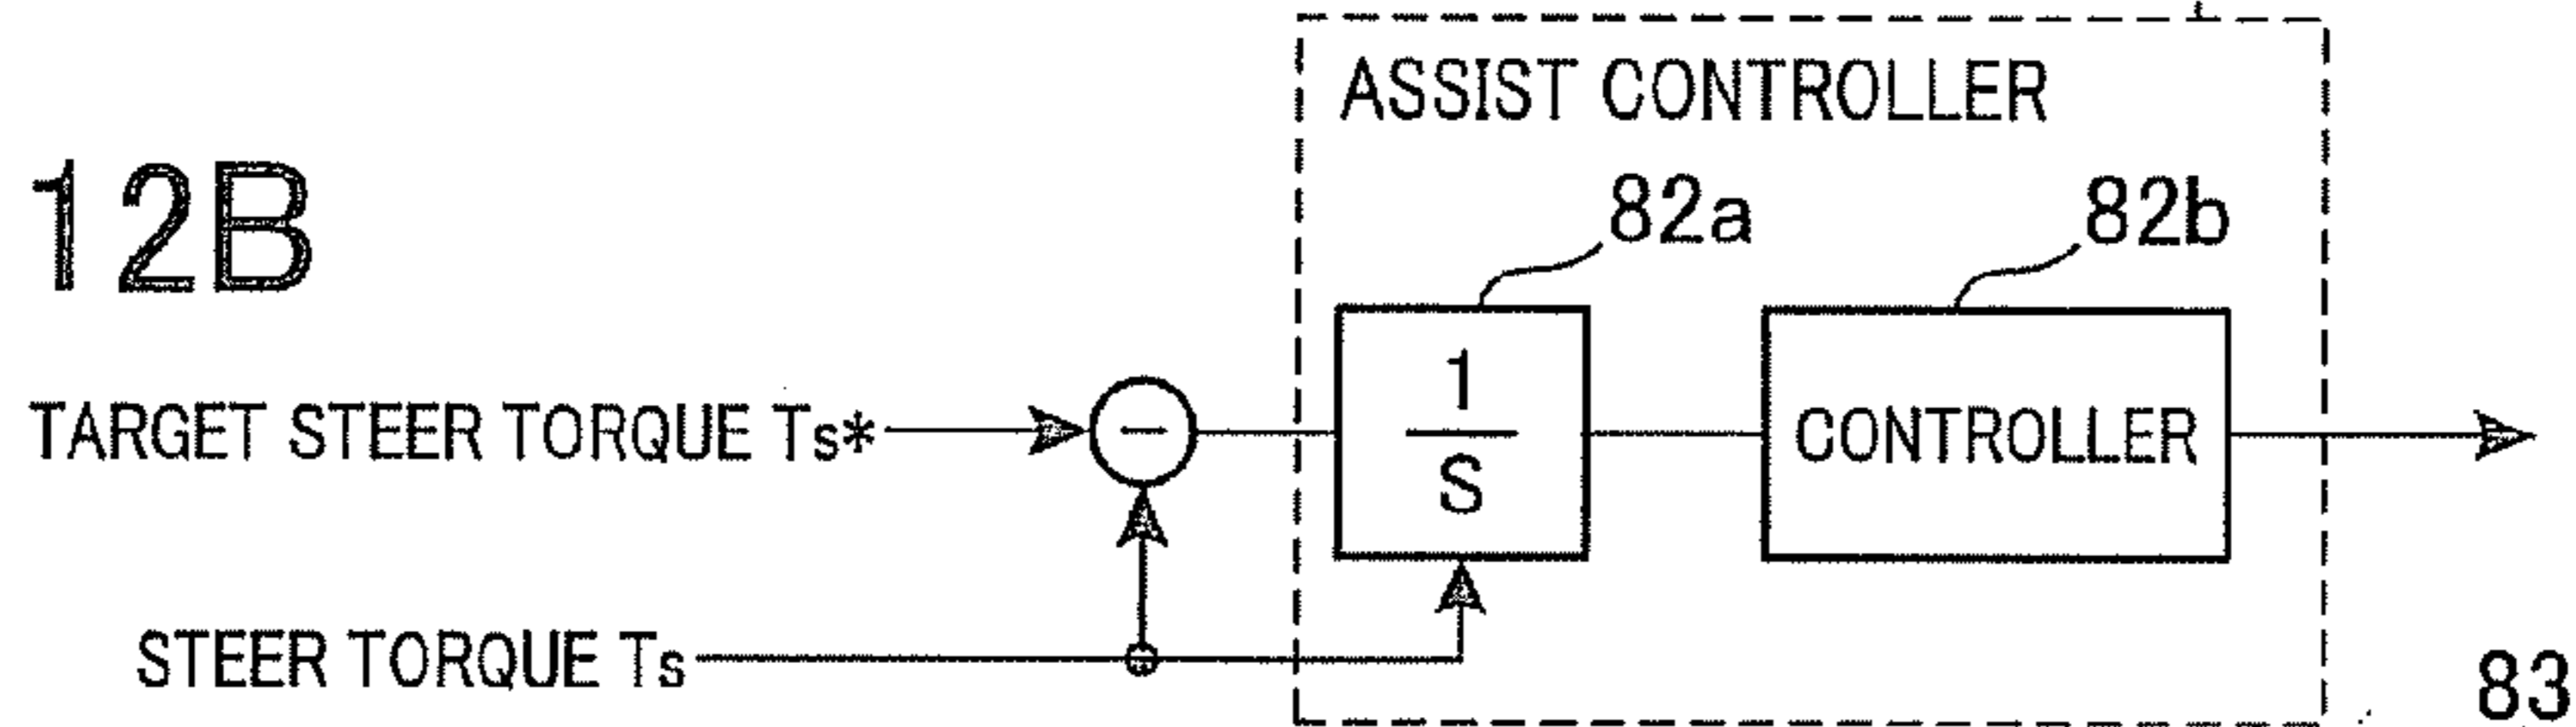 12B
ASSIST CONTROLLER
82a
82b
TARGET STEER TORQUE Ts*
−
1
S
CONTROLLER
STEER TORQUE Ts
83